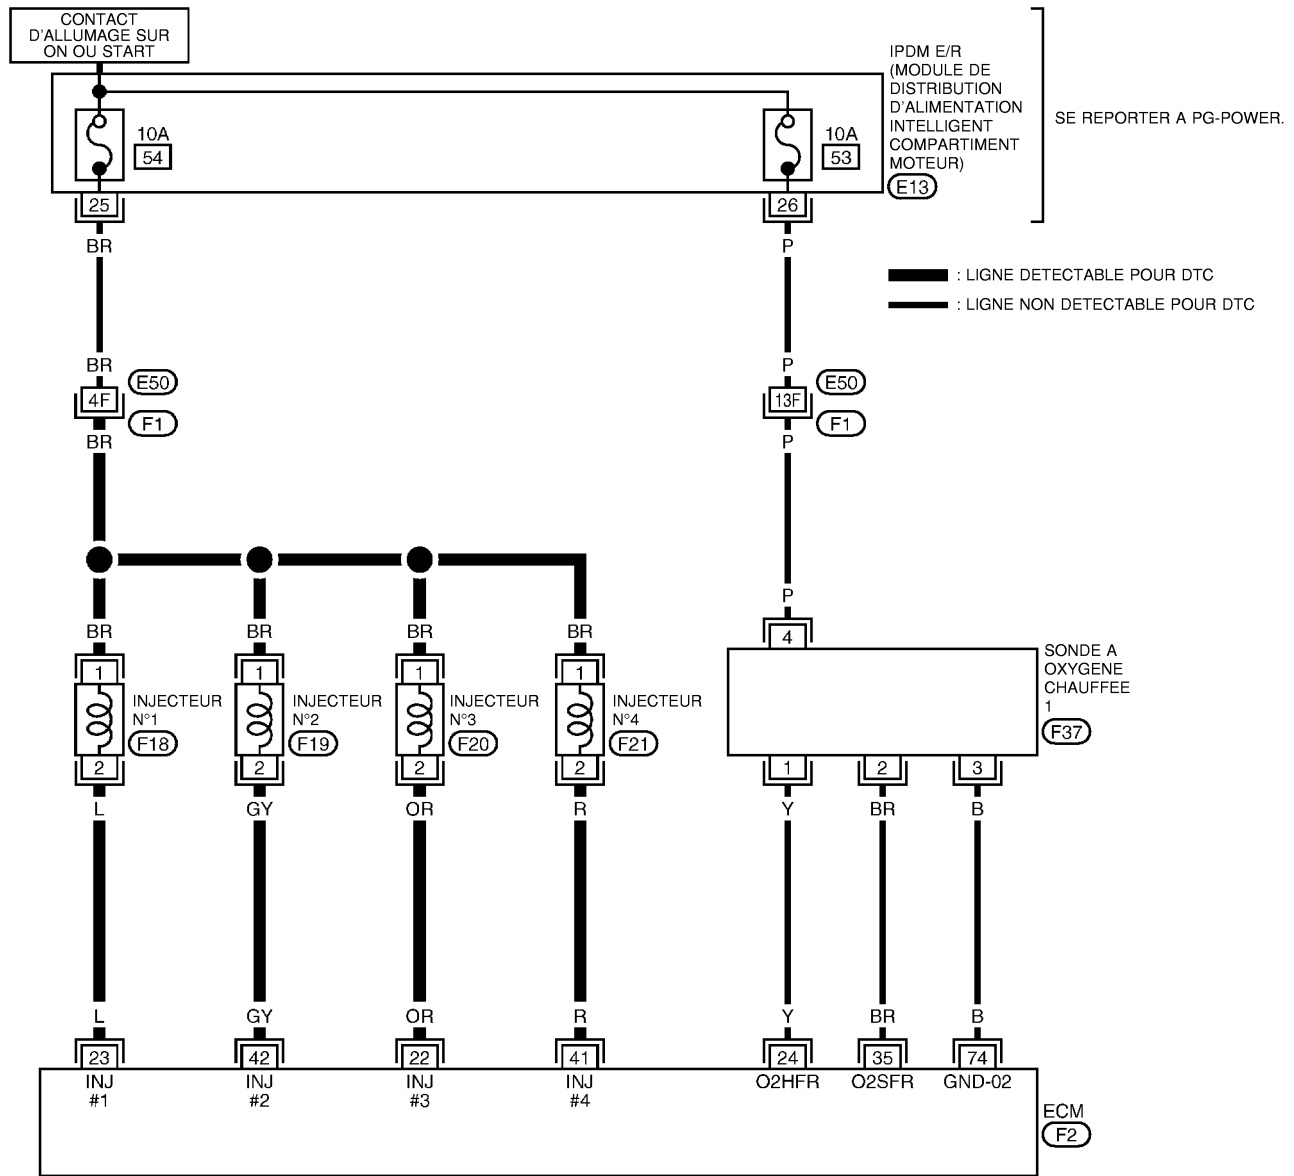 CONTACT
D'ALLUMAGE SUR
ON OU START
IPDM E/R
(MODULE DE
DISTRIBUTION
D'ALIMENTATION
INTELLIGENT
COMPARTIMENT
MOTEUR)
E13
SE REPORTER A PG-POWER.
10A
54
10A
53
25
26
BR
P
: LIGNE DETECTABLE POUR DTC
: LIGNE NON DETECTABLE POUR DTC
BR
P
E50
E50
4F
13F
F1
F1
BR
P
P
BR
BR
BR
BR
4
1
1
1
1
INJECTEUR
N°1
F18
INJECTEUR
N°2
F19
INJECTEUR
N°3
F20
INJECTEUR
N°4
F21
SONDE A
OXYGENE
CHAUFFEE
1
F37
2
2
2
2
1
2
3
L
GY
OR
R
Y
BR
B
L
GY
OR
R
Y
BR
B
23
42
22
41
24
35
74
INJ
#1
INJ
#2
INJ
#3
INJ
#4
O2HFR
O2SFR
GND-02
ECM
F2